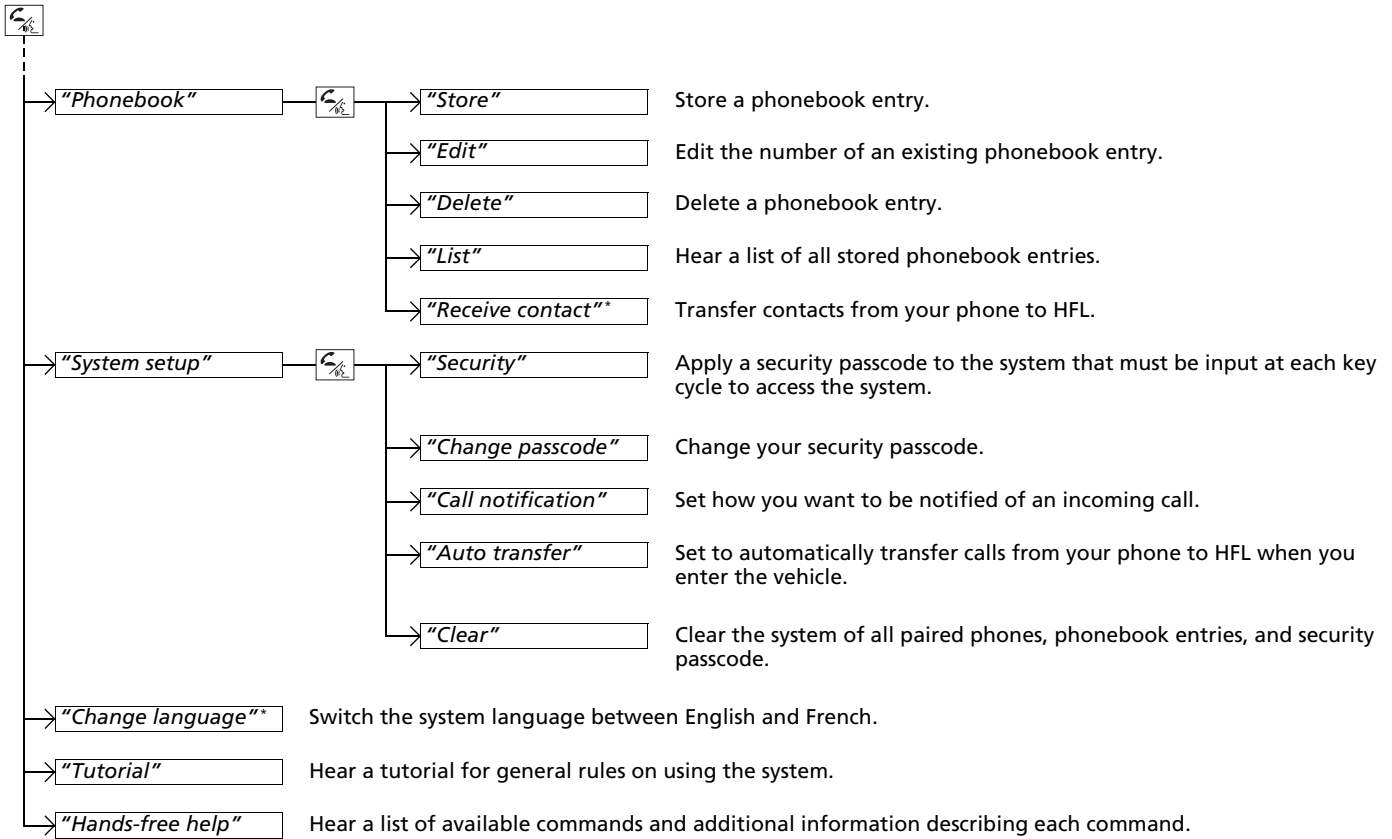 "Phonebook"
"Store"
Store a phonebook entry.
"Edit"
Edit the number of an existing phonebook entry.
"Delete"
Delete a phonebook entry.
"List"
Hear a list of all stored phonebook entries.
"Receive contact"*
Transfer contacts from your phone to HFL.
"System setup"
"Security"
Apply a security passcode to the system that must be input at each key
cycle to access the system.
"Change passcode"
Change your security passcode.
"Call notification"
Set how you want to be notified of an incoming call.
"Auto transfer"
Set to automatically transfer calls from your phone to HFL when you
enter the vehicle.
"Clear"
Clear the system of all paired phones, phonebook entries, and security
passcode.
"Change language"*
Switch the system language between English and French.
"Tutorial"
Hear a tutorial for general rules on using the system.
"Hands-free help"
Hear a list of available commands and additional information describing each command.